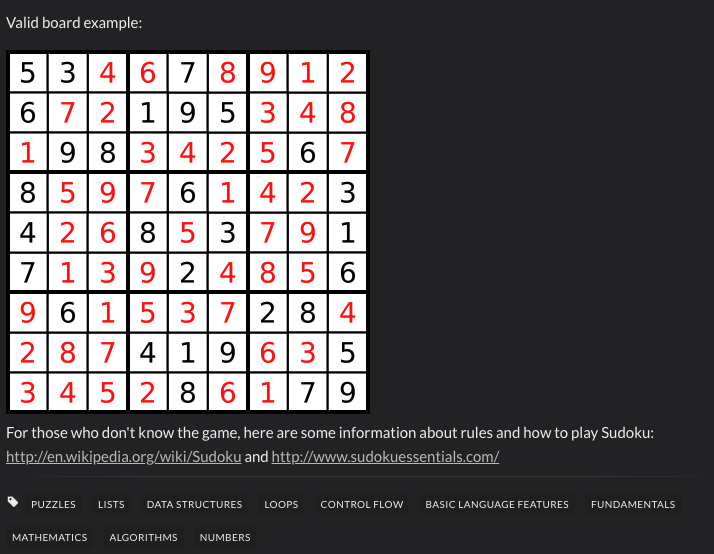 Valid board example:
5 3 4 6 7 8 9 1 2
6 7 2 1 9 5 3 4 8
1 9 8 3 4 2 5 6 7
8 5 9 7 6 1 4 2 3
4 2 6 8 5 3 7 9 1
7 1 3 9 2 4 8 5 6
9 6 1 5 3 7 2 8 4
2 8 7 4 1 9 6 3 5
3 4 5 2 8 6 1 7 9
For those who don't know the game, here are some information about rules and how to play Sudoku:
http://en.wikipedia.org/wiki/Sudoku and http://www.sudokuessentials.com/
PUZZLES LISTS DATA STRUCTURES LOOPS CONTROL FLOW BASIC LANGUAGE FEATURES FUNDAMENTALS
MATHEMATICS ALGORITHMS NUMBERS